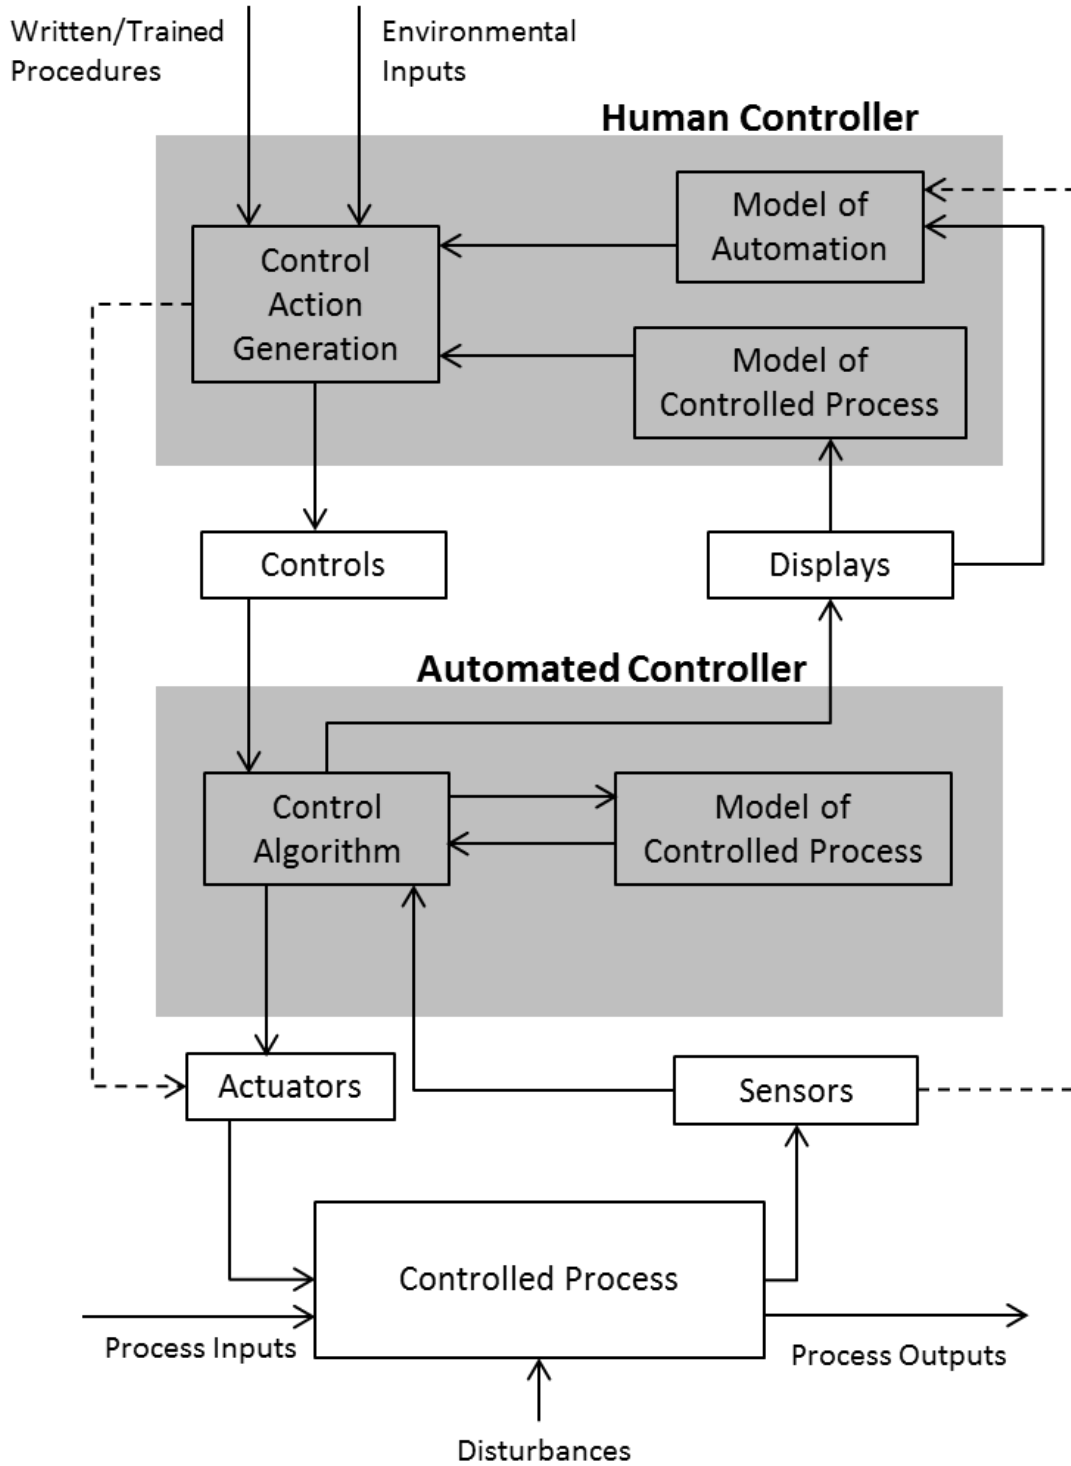 Written/Trained
Procedures
Environmental
Inputs
Human Controller
Model of
Automation
Control
Action
Generation
Model of
Controlled Process
Controls
Displays
Automated Controller
Control
Algorithm
Model of
Controlled Process
Actuators
Sensors
Controlled Process
Process Inputs
Process Outputs
Disturbances